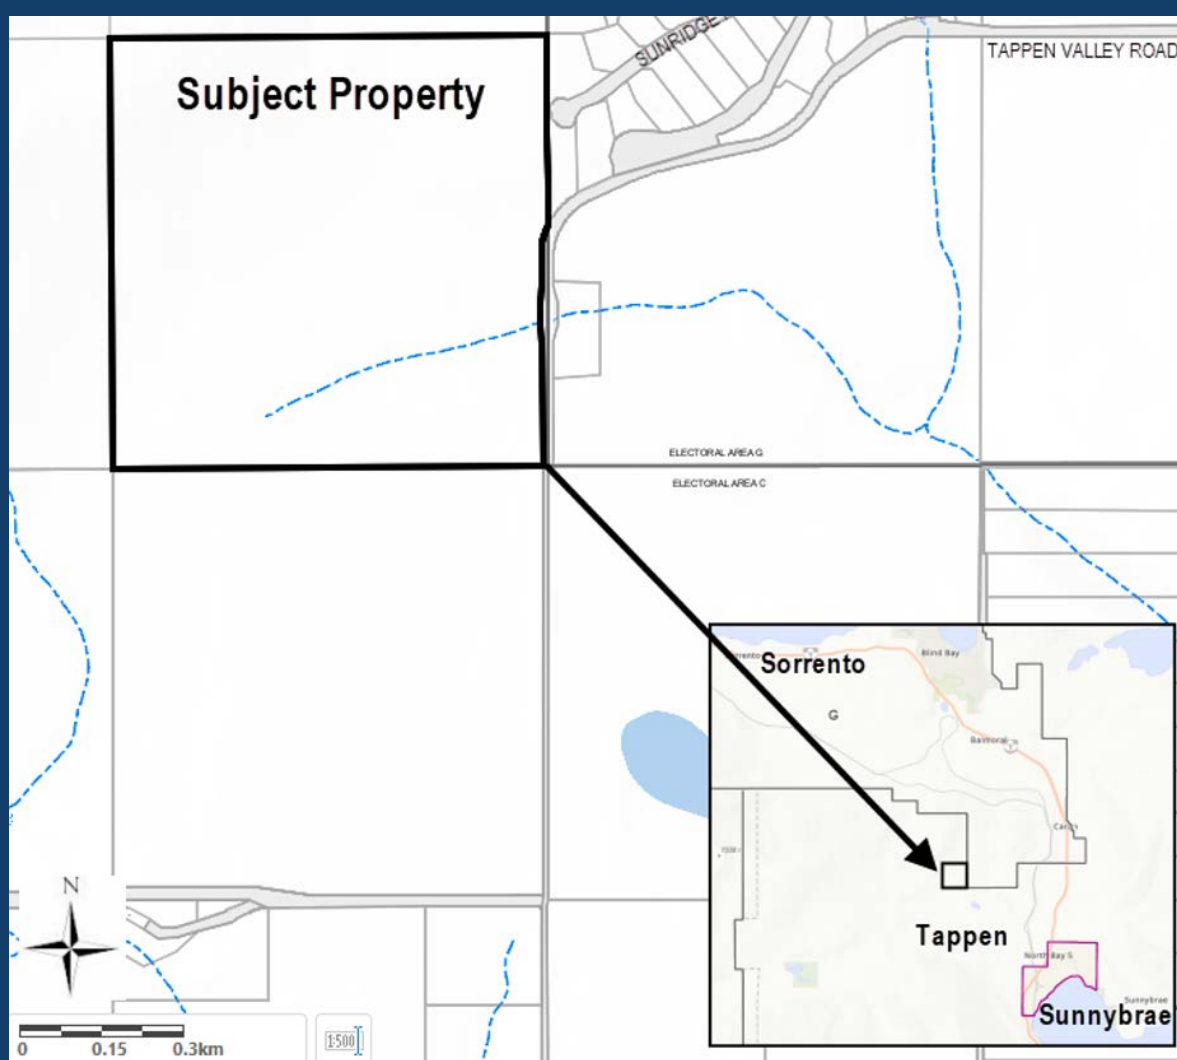 SUNRIDGE
TAPPEN VALLEY ROAD
Subject Property
ELECTORAL AREA G
ELECTORAL AREA C
Sorrento
Blind Bay
G
Balmoral
Tappen
North Bay 5
Sunnybrae
Sunnybrae
N
0 0.15 0.3km
1:500